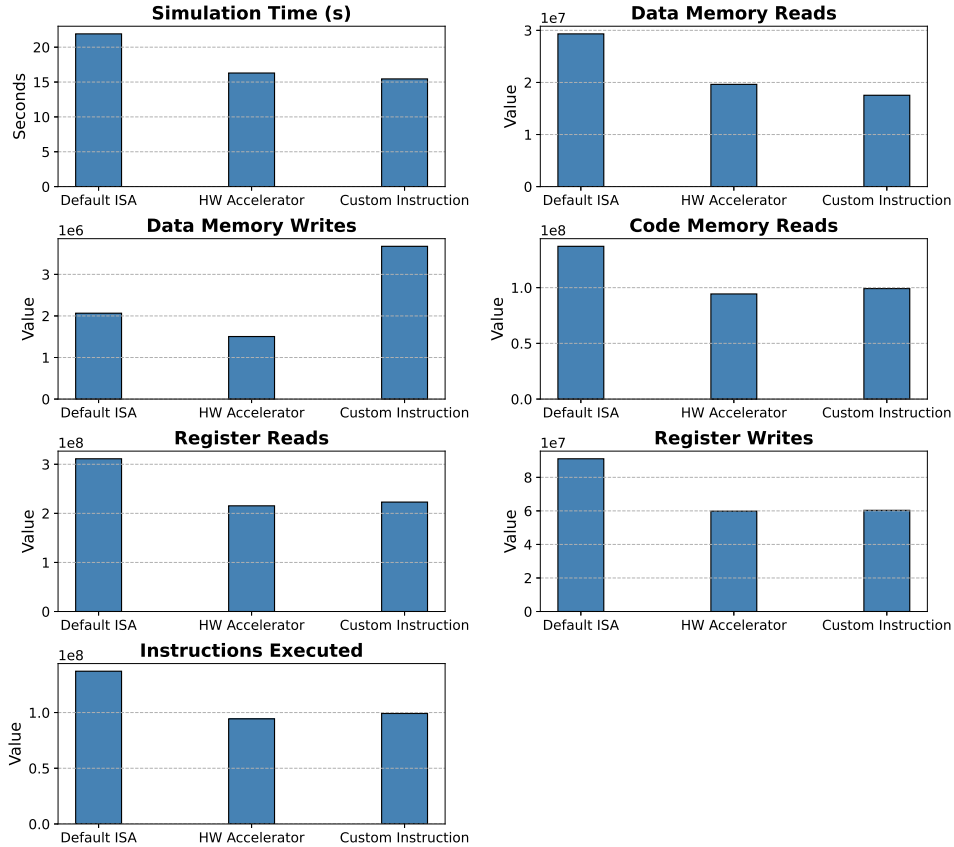 Simulation Time (s)
20
15
10
5
0
Seconds
Default ISA HW Accelerator Custom Instruction
Data Memory Reads
1e7
3
2
1
0
Value
Default ISA HW Accelerator Custom Instruction
Data Memory Writes
1e6
3
2
1
0
Value
Default ISA HW Accelerator Custom Instruction
Code Memory Reads
1e8
1.0
0.5
0.0
Value
Default ISA HW Accelerator Custom Instruction
Register Reads
1e8
3
2
1
0
Value
Default ISA HW Accelerator Custom Instruction
Register Writes
1e7
8
6
4
2
0
Value
Default ISA HW Accelerator Custom Instruction
Instructions Executed
1e8
1.0
0.5
0.0
Value
Default ISA HW Accelerator Custom Instruction